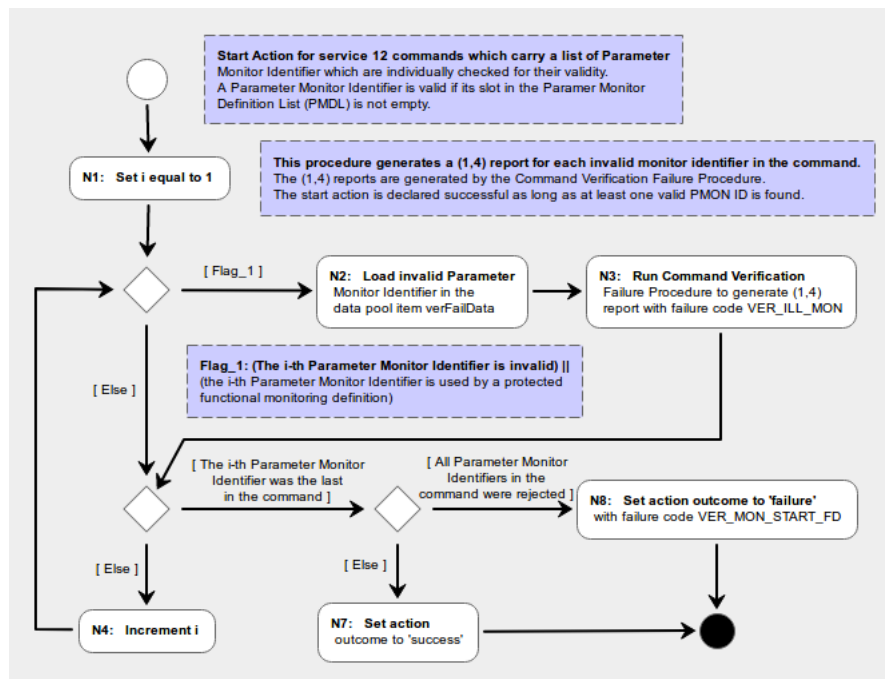 Start Action for service 12 commands which carry a list of Parameter
Monitor Identifier which are individually checked for their validity.
A Parameter Monitor Identifier is valid if its slot in the Paramer Monitor
Definition List (PMDL) is not empty.
This procedure generates a (1,4) report for each invalid monitor identifier in the command.
The (1,4) reports are generated by the Command Verification Failure Procedure.
The start action is declared successful as long as at least one valid PMON ID is found.
N1: Set i equal to 1
[ Flag_1 ]
N2: Load invalid Parameter
Monitor Identifier in the
data pool item verFailData
N3: Run Command Verification
Failure Procedure to generate (1,4)
report with failure code VER_ILL_MON
Flag_1: (The i-th Parameter Monitor Identifier is invalid) ||
(the i-th Parameter Monitor Identifier is used by a protected
functional monitoring definition)
[ Else ]
[ The i-th Parameter Monitor
Identifier was the last
in the command ]
[ All Parameter Monitor
Identifiers in the
command were rejected ]
N8: Set action outcome to 'failure'
with failure code VER_MON_START_FD
[ Else ]
[ Else ]
N4: Increment i
N7: Set action
outcome to 'success'